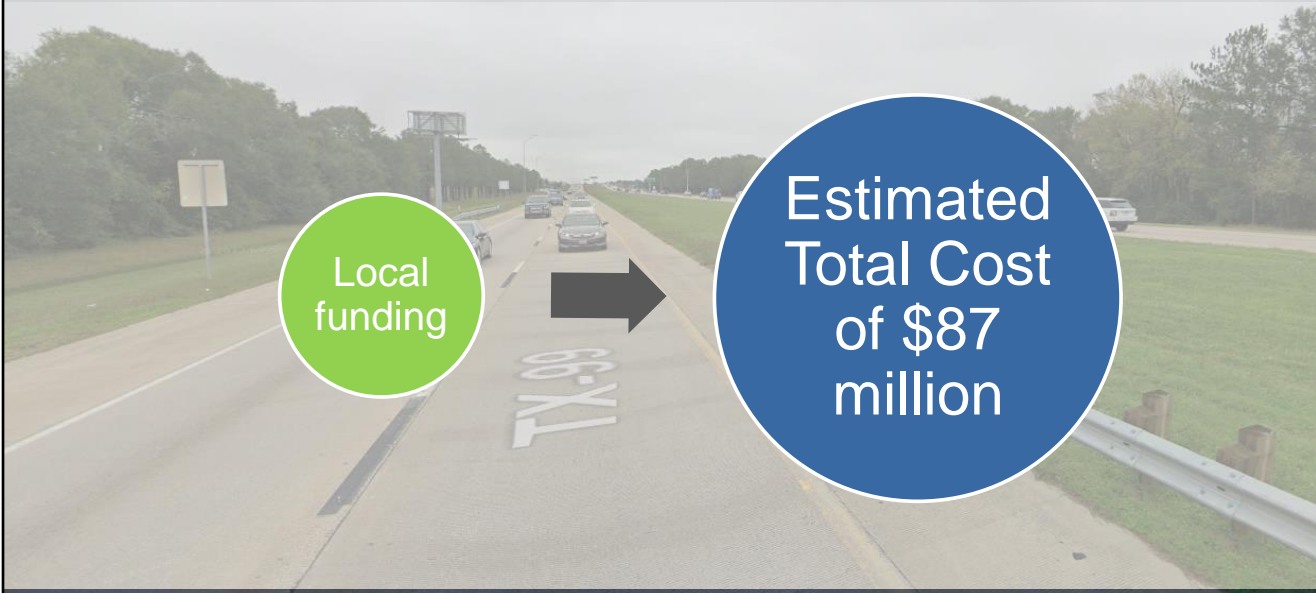 Local
funding
Estimated
Total Cost
of $87
million
TX-99